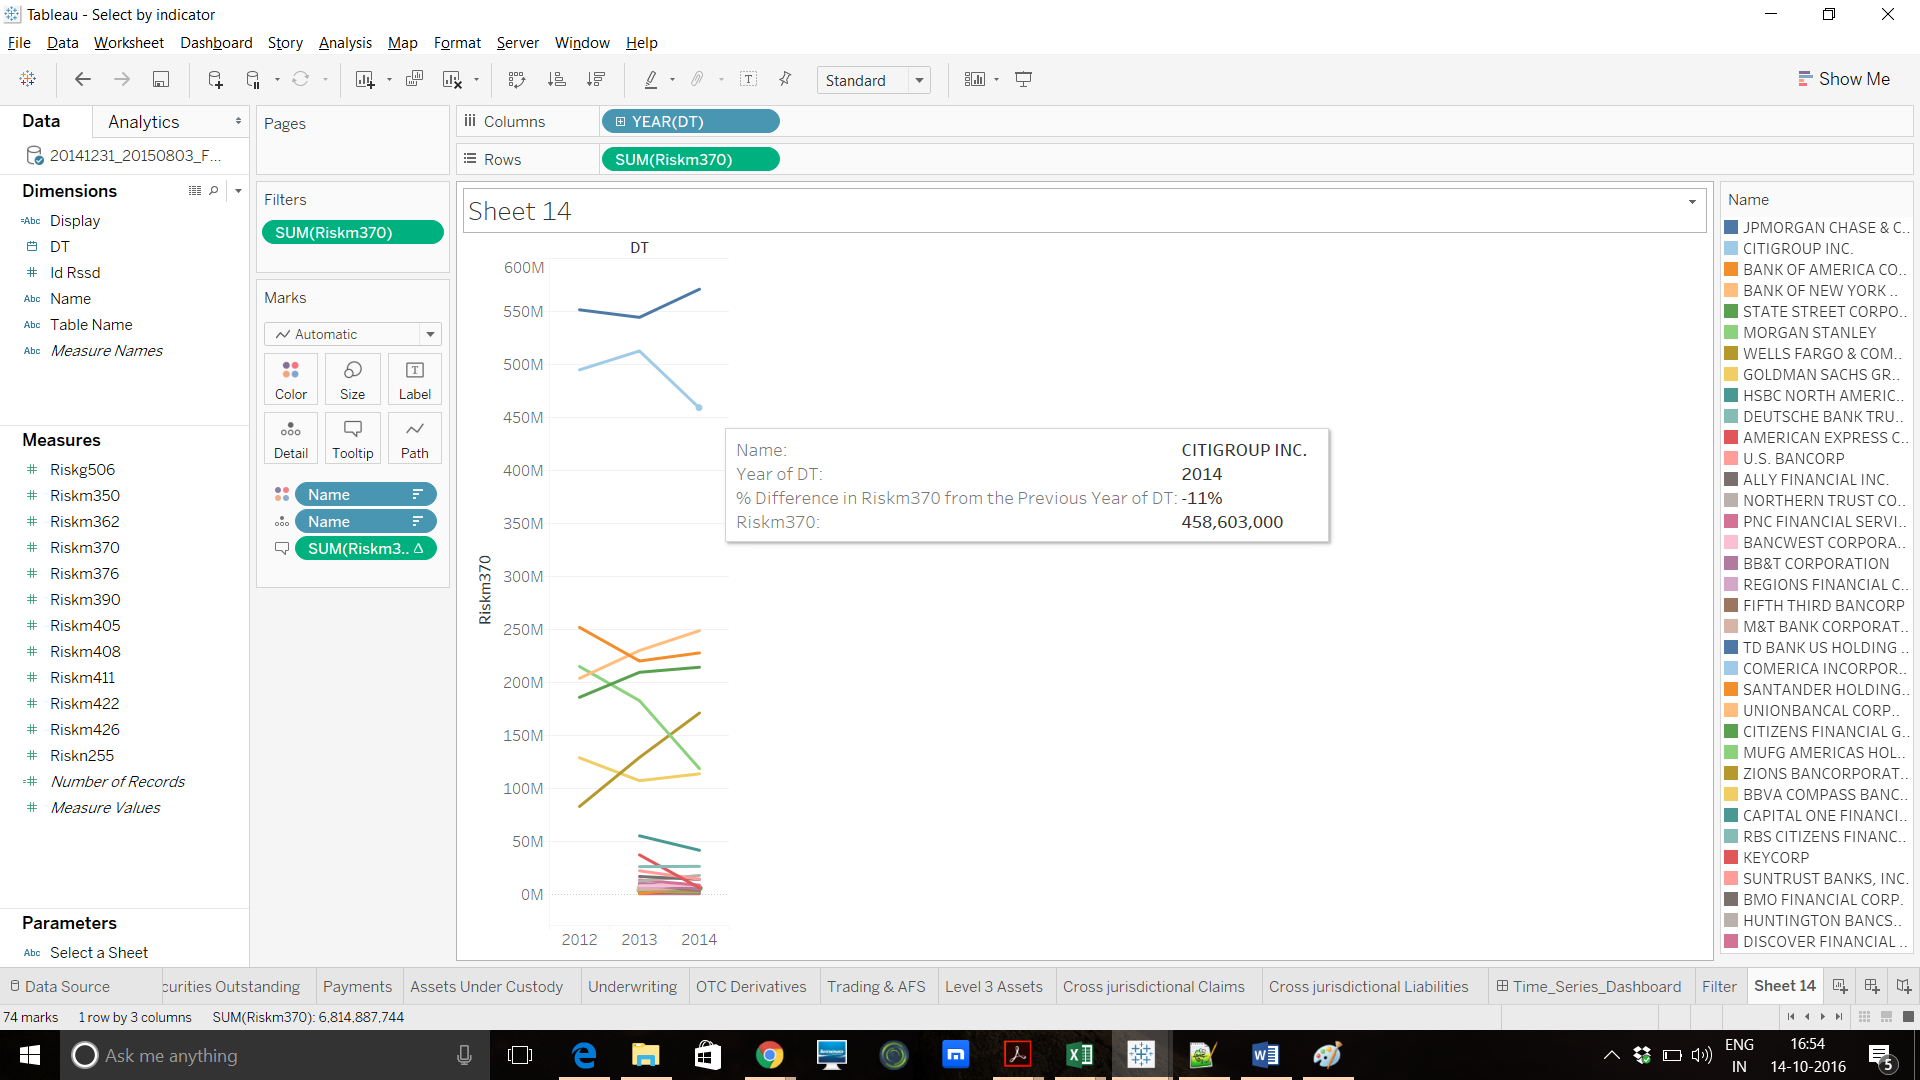 Tableau - Select by indicator
File Data Worksheet Dashboard Story Analysis Map Format Server Window Help
Standard
Show Me
Data Analytics
20141231_20150803_F...
Dimensions
Abc Display
DT
# Id Rssd
Abc Name
Abc Table Name
Abc Measure Names
Measures
# Riskg506
# Riskm350
# Riskm362
# Riskm370
# Riskm376
# Riskm390
# Riskm405
# Riskm408
# Riskm411
# Riskm422
# Riskm426
# Riskn255
=# Number of Records
# Measure Values
Parameters
Abc Select a Sheet
Pages
Filters
SUM(Riskm370)
Marks
Automatic
Color Size Label
Detail Tooltip Path
Name
Name
SUM(Riskm3.. Δ
Columns YEAR(DT)
Rows SUM(Riskm370)
Sheet 14
DT
600M
550M
500M
450M
400M
350M
300M
250M
200M
150M
100M
50M
0M
Riskm370
2012 2013 2014
Name: CITIGROUP INC.
Year of DT: 2014
% Difference in Riskm370 from the Previous Year of DT: -11%
Riskm370: 458,603,000
Name
JPMORGAN CHASE & C..
CITIGROUP INC.
BANK OF AMERICA CO..
BANK OF NEW YORK ..
STATE STREET CORPO..
MORGAN STANLEY
WELLS FARGO & COM..
GOLDMAN SACHS GR..
HSBC NORTH AMERIC..
DEUTSCHE BANK TRU..
AMERICAN EXPRESS C..
U.S. BANCORP
ALLY FINANCIAL INC.
NORTHERN TRUST CO..
PNC FINANCIAL SERVI..
BANCWEST CORPORA..
BB&T CORPORATION
REGIONS FINANCIAL C..
FIFTH THIRD BANCORP
M&T BANK CORPORAT..
TD BANK US HOLDING ..
COMERICA INCORPOR..
SANTANDER HOLDING..
UNIONBANCAL CORP..
CITIZENS FINANCIAL G..
MUFG AMERICAS HOL..
ZIONS BANCORPORAT..
BBVA COMPASS BANC..
CAPITAL ONE FINANCI..
RBS CITIZENS FINANC..
KEYCORP
SUNTRUST BANKS, INC.
BMO FINANCIAL CORP.
HUNTINGTON BANCS..
DISCOVER FINANCIAL ..
Data Source curities Outstanding Payments Assets Under Custody Underwriting OTC Derivatives Trading & AFS Level 3 Assets Cross jurisdictional Claims Cross jurisdictional Liabilities Time_Series_Dashboard Filter Sheet 14
74 marks 1 row by 3 columns SUM(Riskm370): 6,814,887,744
Ask me anything
ENG
IN
16:54
14-10-2016
5